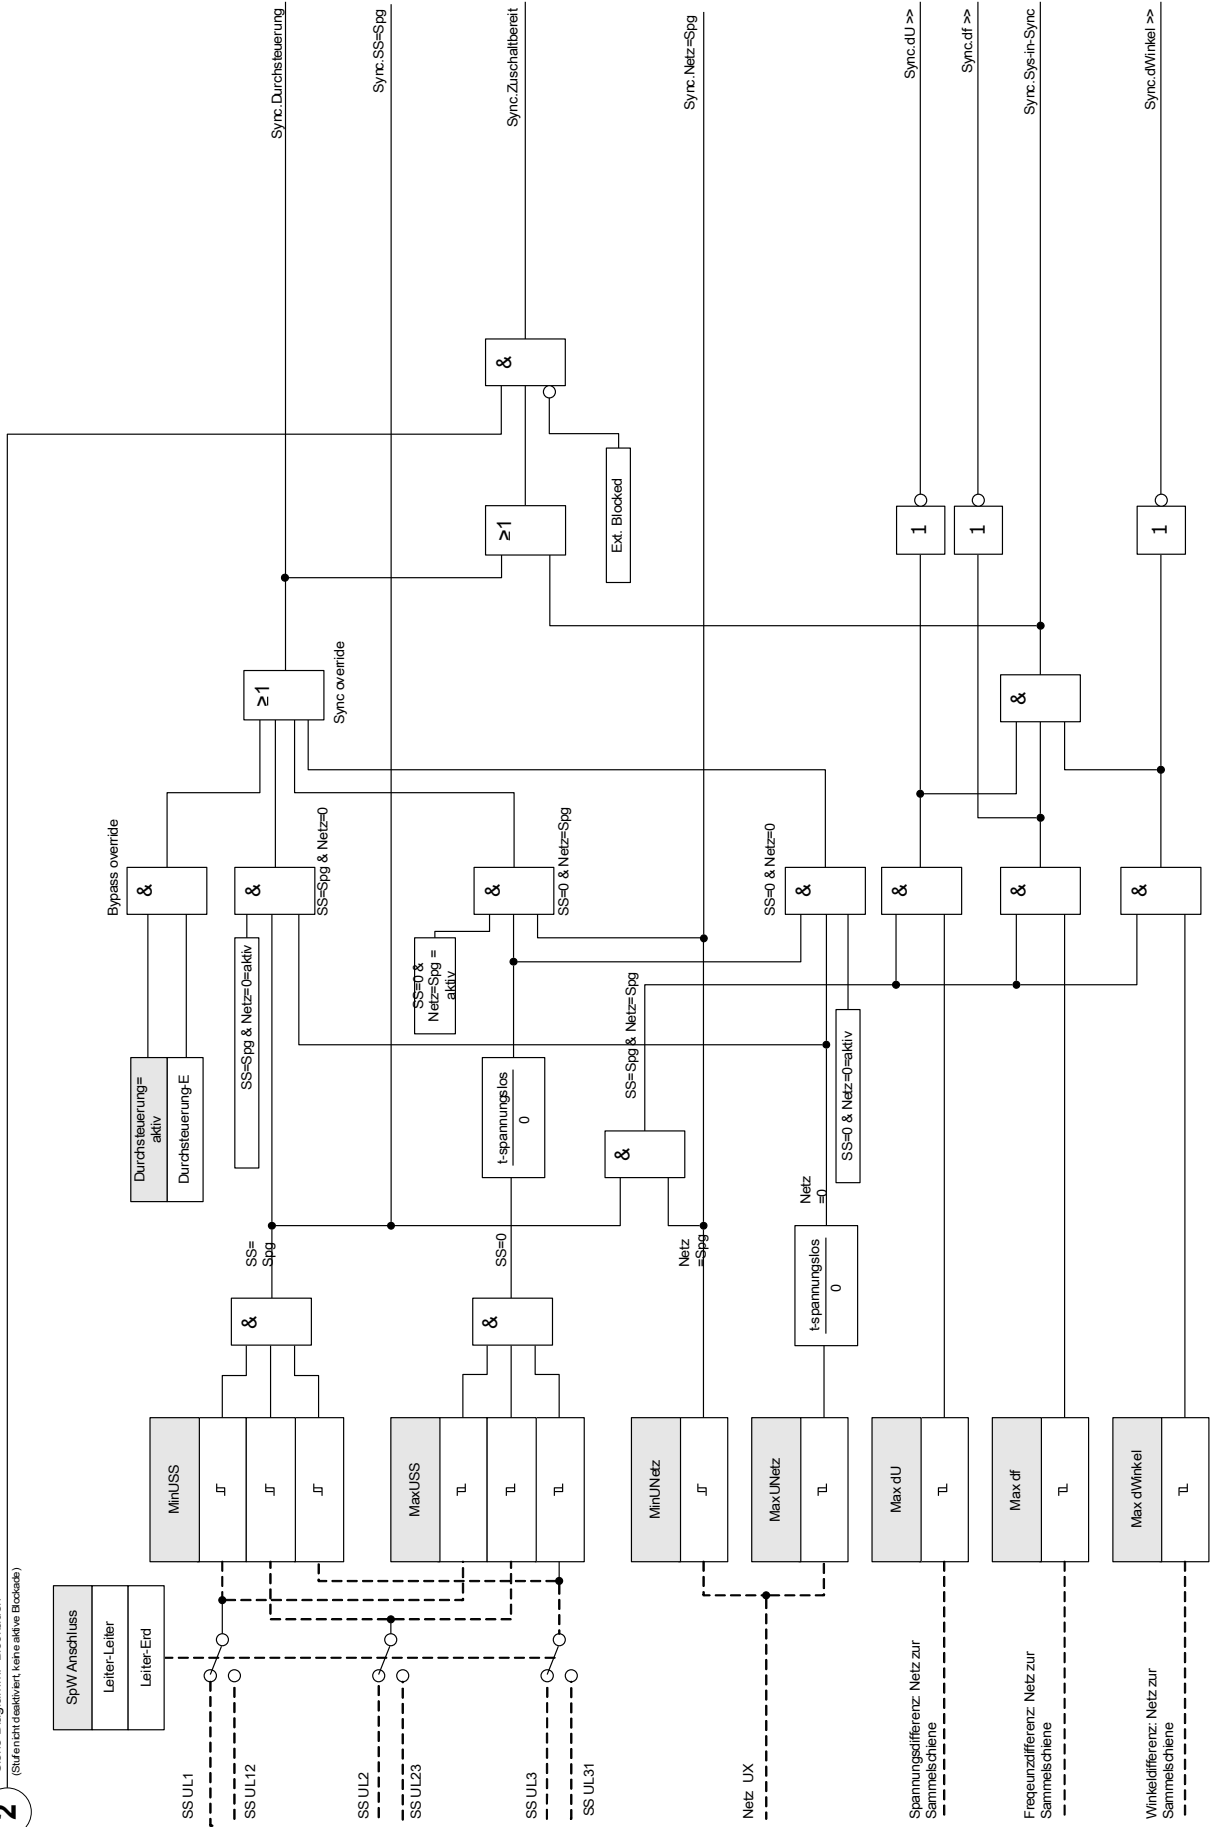 2
(Stufe nicht deaktiviert, keine aktive Blockade)
SpW Anschluss
Leiter-Leiter
Leiter-Erd
SS UL1
SS UL12
SS UL2
SS UL23
SS UL3
SS UL31
Netz UX
Spannungsdifferenz: Netz zur
Sammelschiene
Freqeunzdifferenz: Netz zur
Sammelschiene
Winkeldifferenz: Netz zur
Sammelschiene
MinUSS
MaxUSS
MinUNetz
MaxUNetz
Max dU
Max df
Max dWinkel
&
&
SS=
Spg
SS=0
Netz
=Spg
t-spannungslos
0
Netz
=0
Durchsteuerung=
aktiv
Durchsteuerung-E
SS=Spg & Netz=0=aktiv
t-spannungslos
0
&
SS=Spg & Netz=Spg
SS=0 &
Netz=Spg =
aktiv
SS=0 & Netz=0=aktiv
Bypass override
&
&
SS=Spg & Netz=0
&
SS=0 & Netz=Spg
SS=0 & Netz=0
&
&
&
&
≥1
Sync override
&
≥1
Ext. Blocked
1
1
1
&
Sync.Durchsteuerung
Sync.SS=Spg
Sync.Zuschaltbereit
Sync.Netz=Spg
Sync.dU >>
Sync.df >>
Sync.Sys-in-Sync
Sync.dWinkel >>